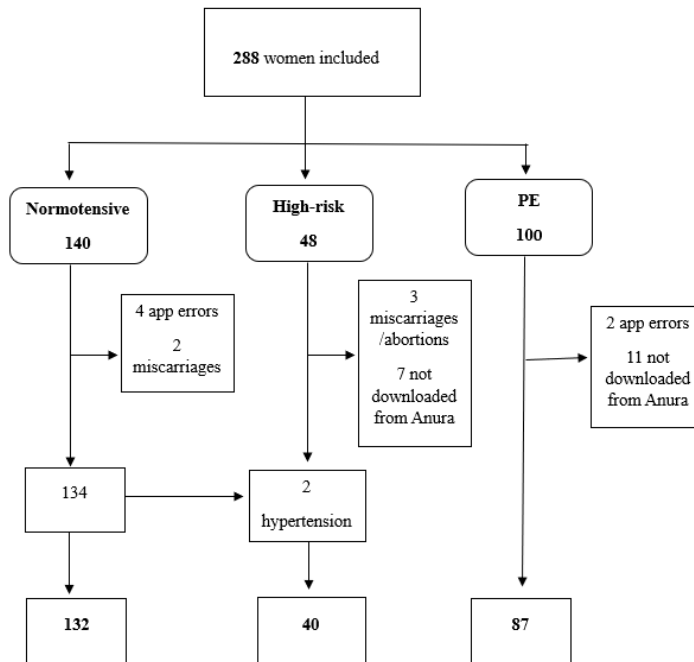 288 women included
Normotensive
140
High-risk
48
PE
100
4 app errors
2
miscarriages
3
miscarriages
/abortions
7 not
downloaded
from Anura
2 app errors
11 not
downloaded
from Anura
134
2
hypertension
132
40
87